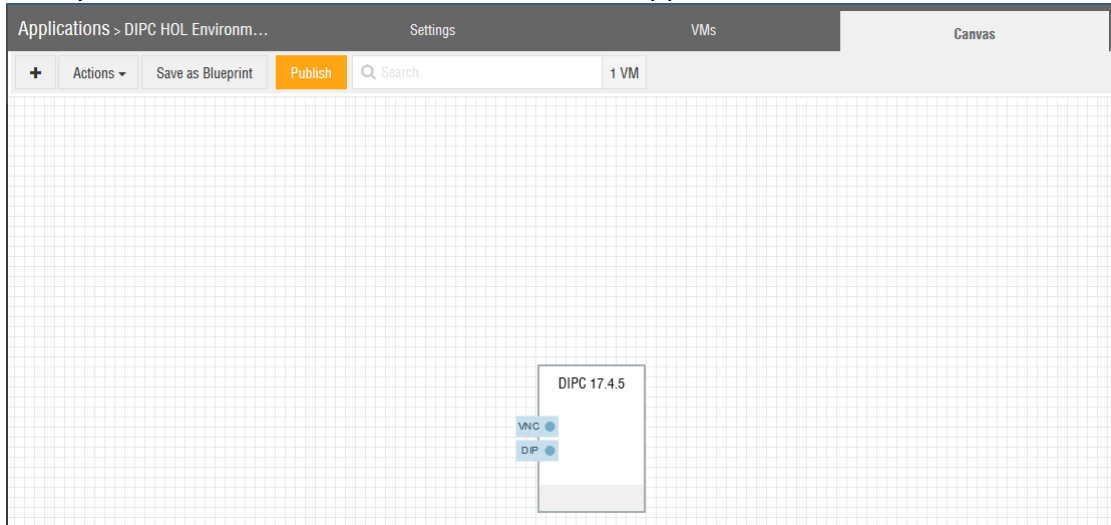 Applications > DIPC HOL Environm... Settings VMs Canvas
+ Actions Save as Blueprint Publish Search 1 VM
DIPC 17.4.5
VNC
DIP